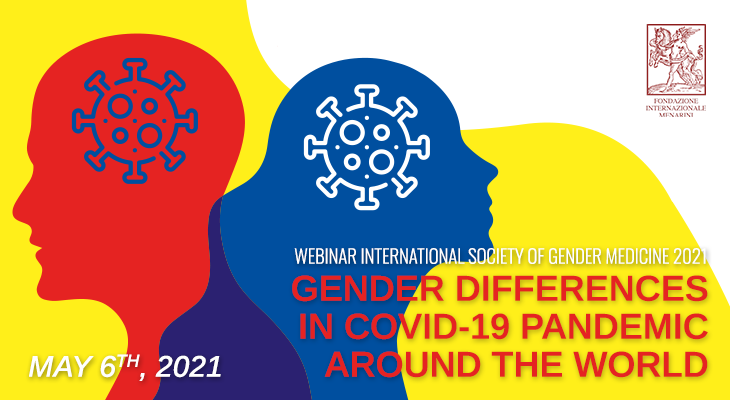 FONDAZIONE
INTERNAZIONALE
MENARINI
WEBINAR INTERNATIONAL SOCIETY OF GENDER MEDICINE 2021
GENDER DIFFERENCES
IN COVID-19 PANDEMIC
AROUND THE WORLD
MAY 6TH, 2021